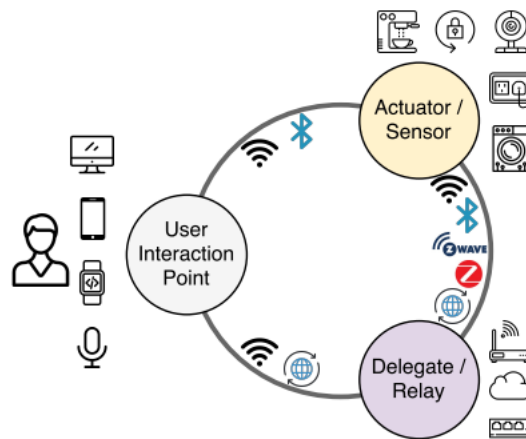 Actuator /
Sensor
User
Interaction
Point
Z WAVE
Delegate /
Relay